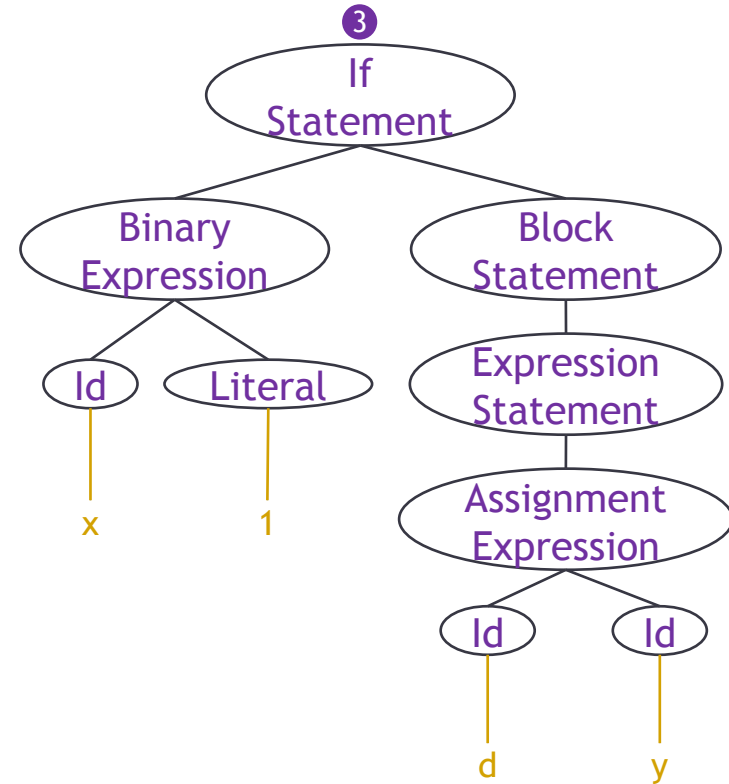 3
If
Statement
Binary
Expression
Block
Statement
Id
Literal
Expression
Statement
x
1
Assignment
Expression
Id
Id
d
y